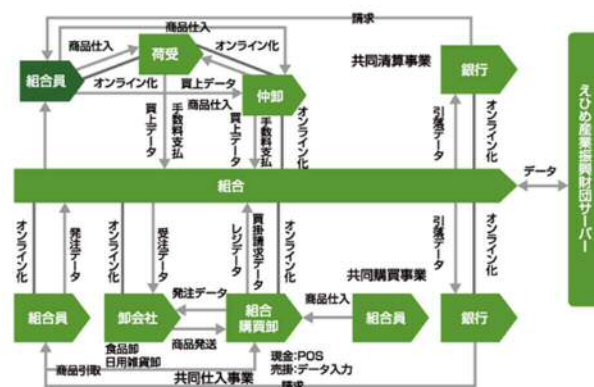 請求
商品仕入
商品仕入
荷受
オンライン化
組合員
オンライン化
買上データ
商品仕入
仲卸
共同清算事業
銀行
買上データ
手数料支払
買上データ
手数料支払
オンライン化
引落データ
オンライン化
組合
データ
えひめ産業振興財団サーバー
オンライン化
発注データ
オンライン化
受注データ
レジデータ
買掛請求データ
オンライン化
引落データ
オンライン化
共同購買事業
組合員
卸会社
発注データ
商品発送
組合
購買卸
商品仕入
組合員
銀行
食品卸
日用雑貨卸
商品引取
共同仕入事業
現金:POS
売掛:データ入力
請求